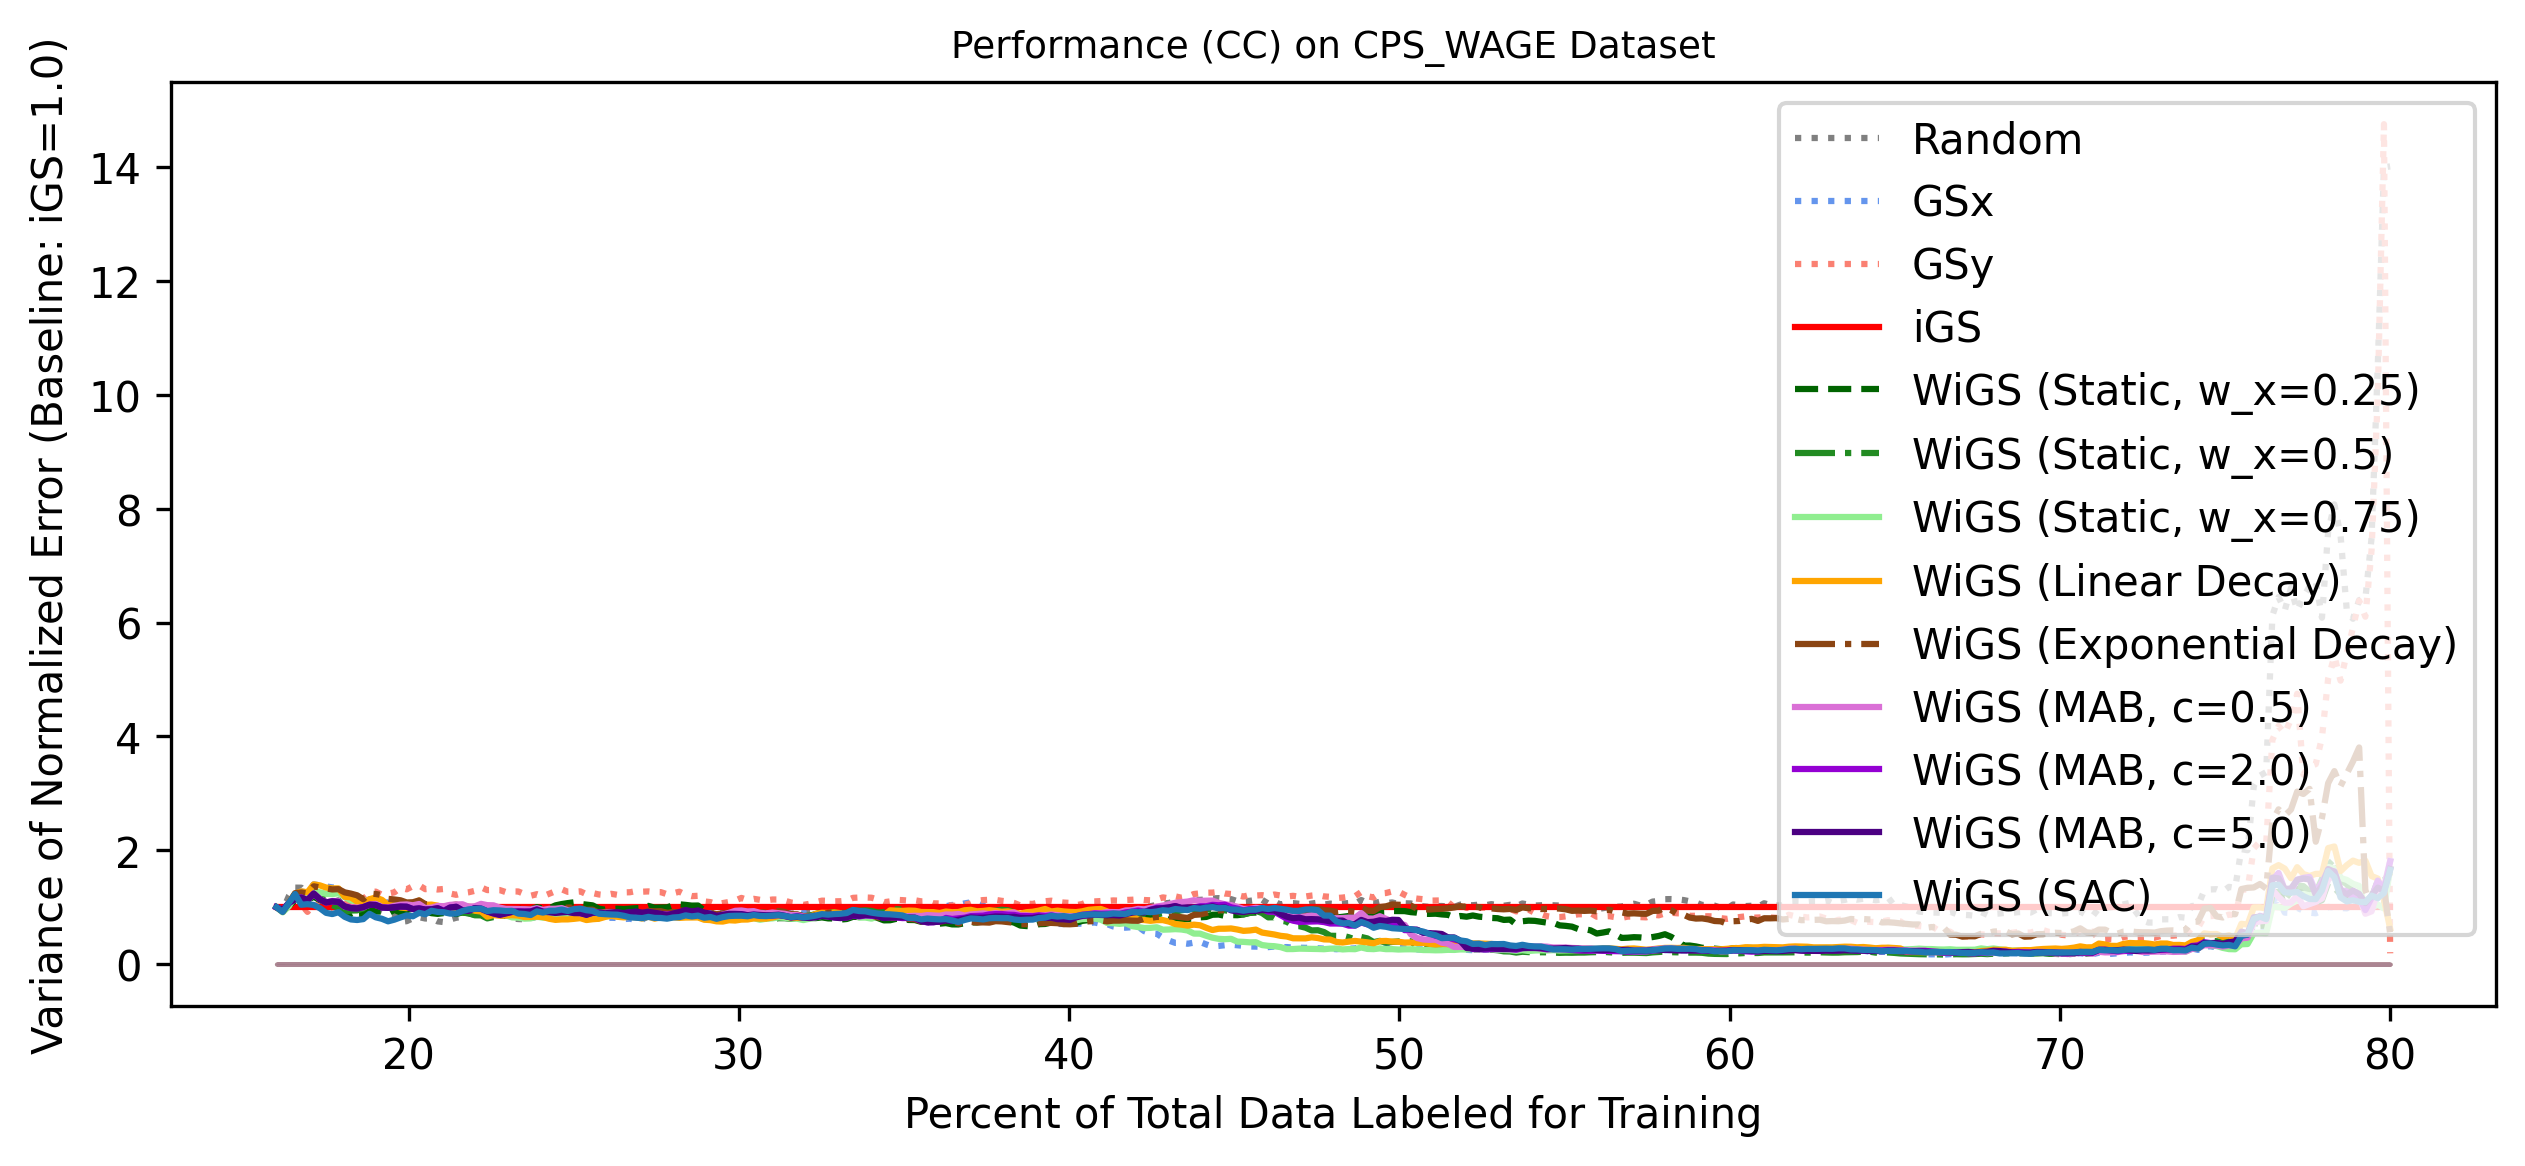 Performance (CC) on CPS_WAGE Dataset
Variance of Normalized Error (Baseline: iGS=1.0)
14
12
10
8
6
4
2
0
Random
GSx
GSy
iGS
WiGS (Static, w_x=0.25)
WiGS (Static, w_x=0.5)
WiGS (Static, w_x=0.75)
WiGS (Linear Decay)
WiGS (Exponential Decay)
WiGS (MAB, c=0.5)
WiGS (MAB, c=2.0)
WiGS (MAB, c=5.0)
WiGS (SAC)
20 30 40 50 60 70 80
Percent of Total Data Labeled for Training